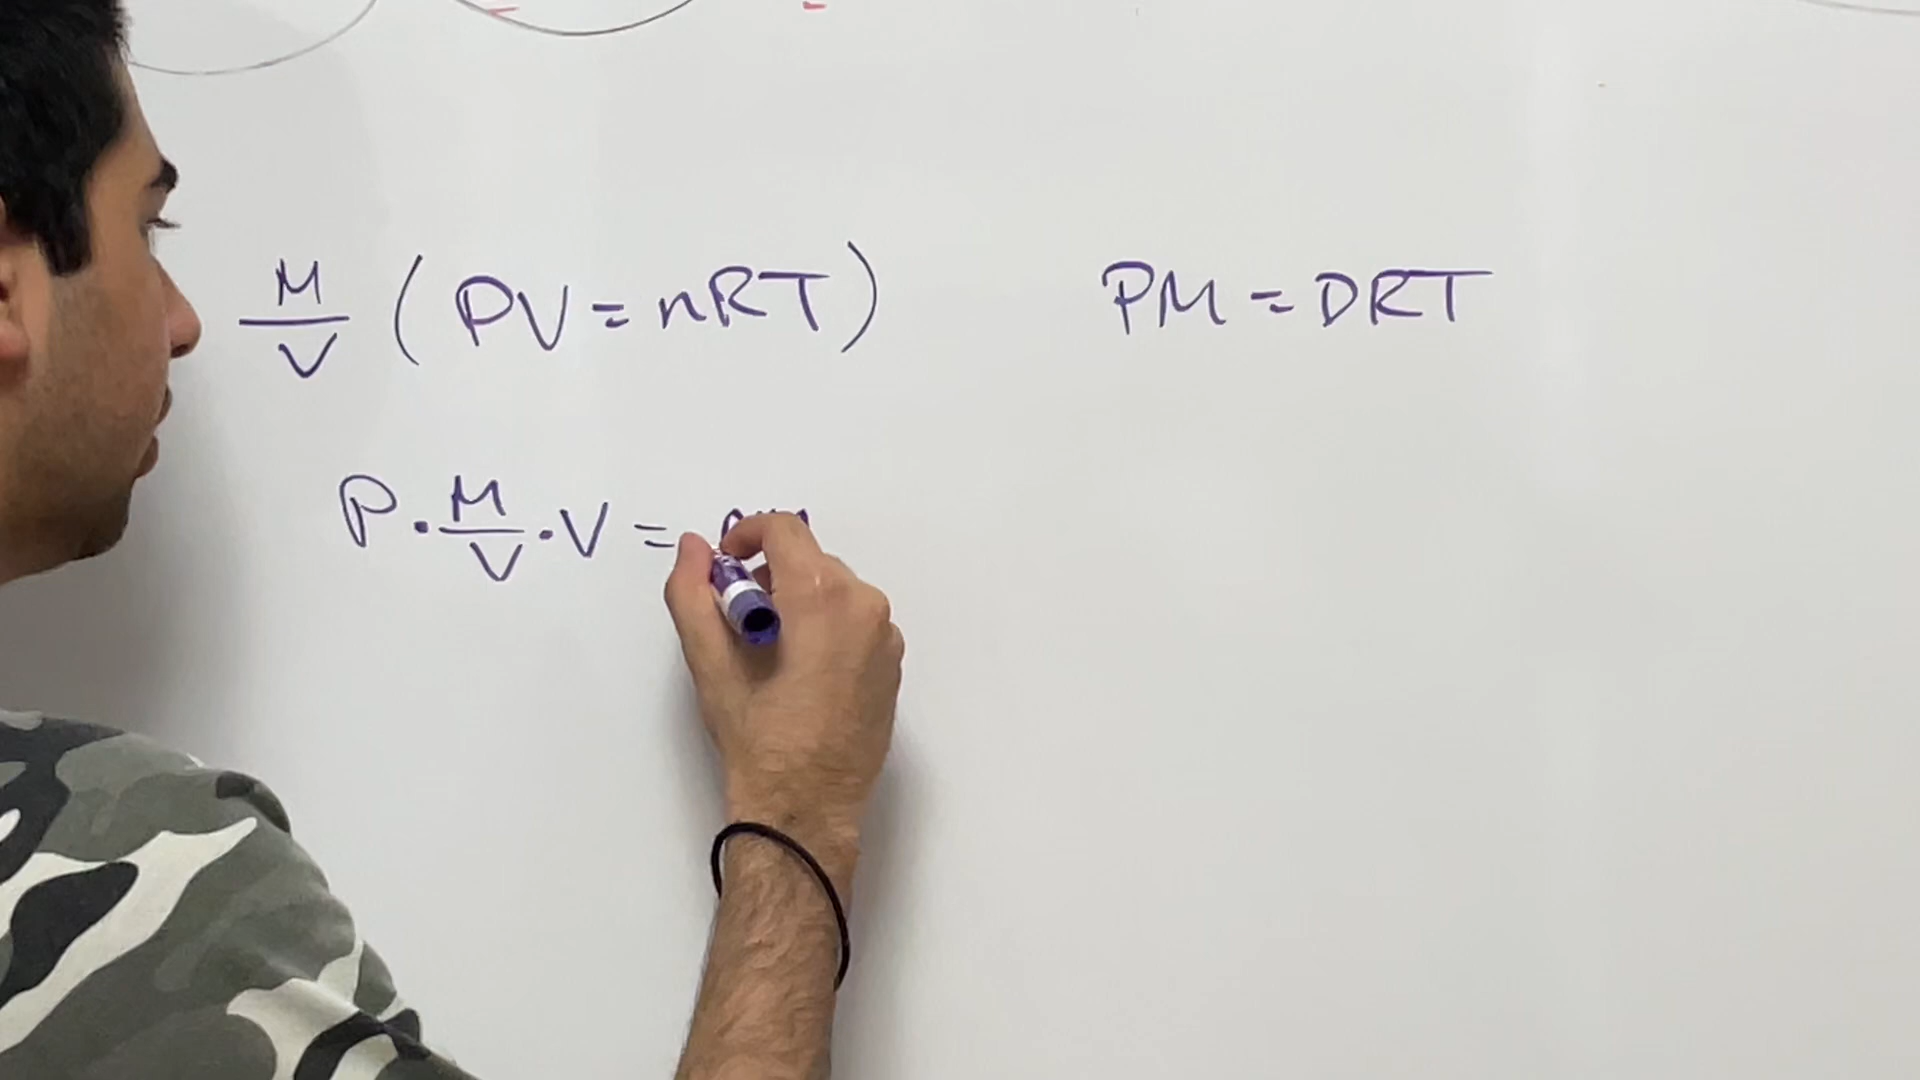 M/V ( PV = nRT ) PM = DRT
P · M/V · V =